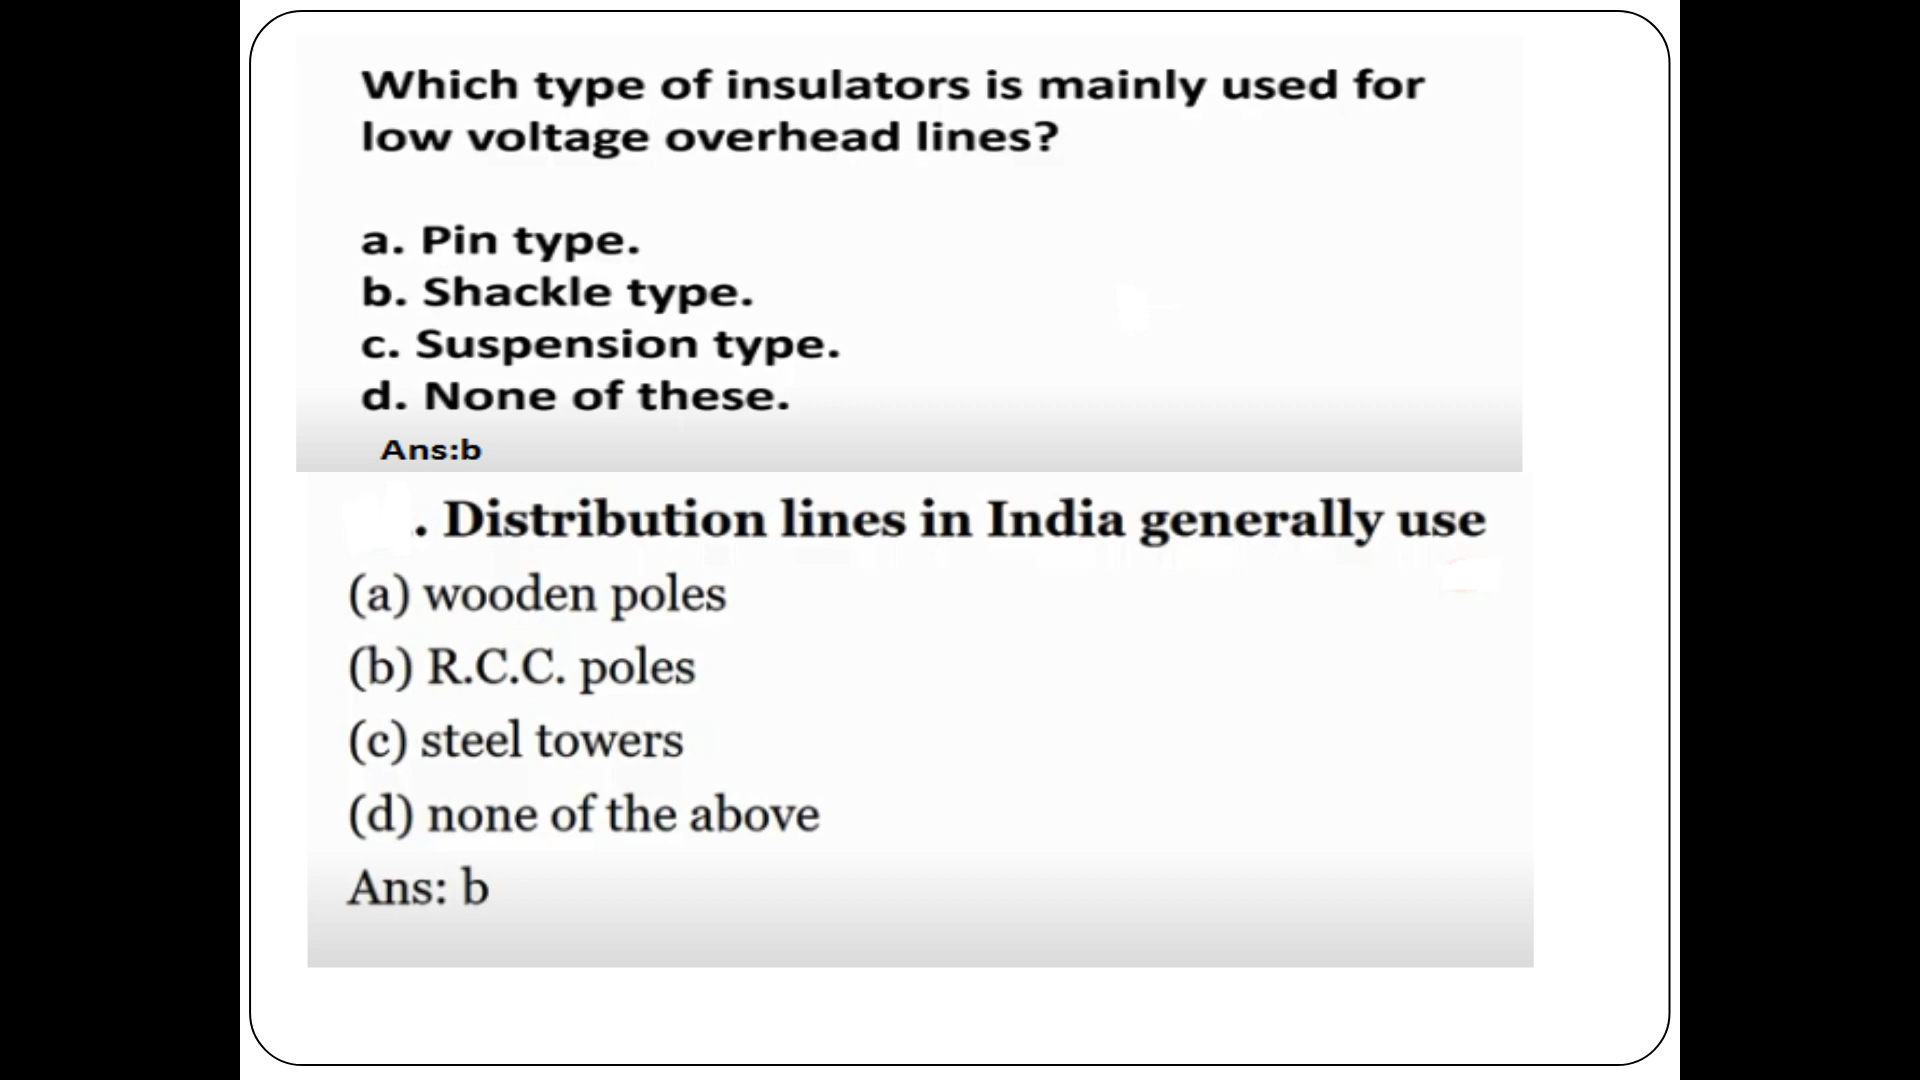 Which type of insulators is mainly used for
low voltage overhead lines?
a. Pin type.
b. Shackle type.
c. Suspension type.
d. None of these.
Ans:b
. Distribution lines in India generally use
(a) wooden poles
(b) R.C.C. poles
(c) steel towers
(d) none of the above
Ans: b